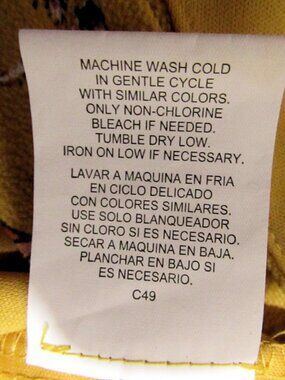 MACHINE WASH COLD
IN GENTLE CYCLE
WITH SIMILAR COLORS.
ONLY NON-CHLORINE
BLEACH IF NEEDED.
TUMBLE DRY LOW.
IRON ON LOW IF NECESSARY.
LAVAR A MAQUINA EN FRIA
EN CICLO DELICADO
CON COLORES SIMILARES.
USE SOLO BLANQUEADOR
SIN CLORO SI ES NECESARIO.
SECAR A MAQUINA EN BAJA.
PLANCHAR EN BAJO SI
ES NECESARIO.
C49